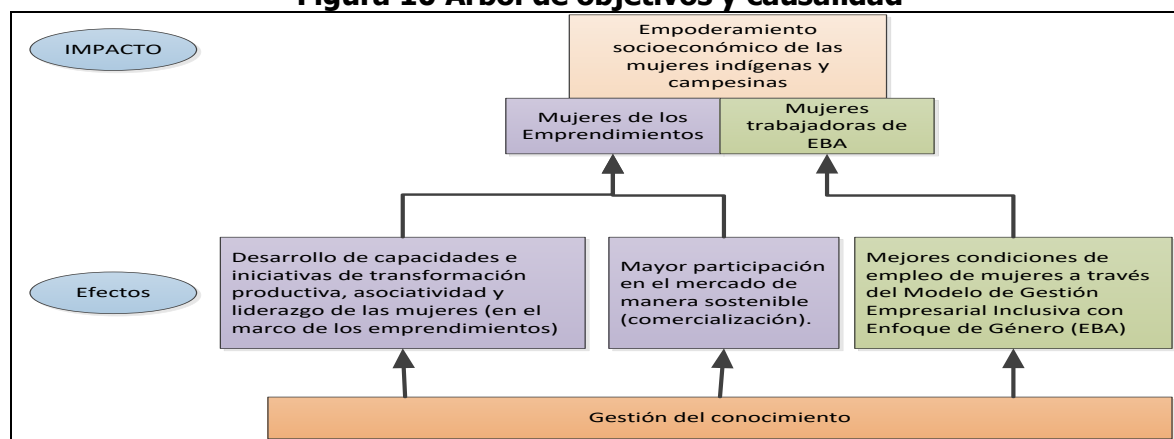 Figura 10 Árbol de objetivos y causalidad
IMPACTO
Empoderamiento
socioeconómico de las
mujeres indígenas y
campesinas
Mujeres de los
Emprendimientos
Mujeres
trabajadoras de
EBA
Efectos
Desarrollo de capacidades e
iniciativas de transformación
productiva, asociatividad y
liderazgo de las mujeres (en el
marco de los emprendimientos)
Mayor participación
en el mercado de
manera sostenible
(comercialización).
Mejores condiciones de
empleo de mujeres a través
del Modelo de Gestión
Empresarial Inclusiva con
Enfoque de Género (EBA)
Gestión del conocimiento